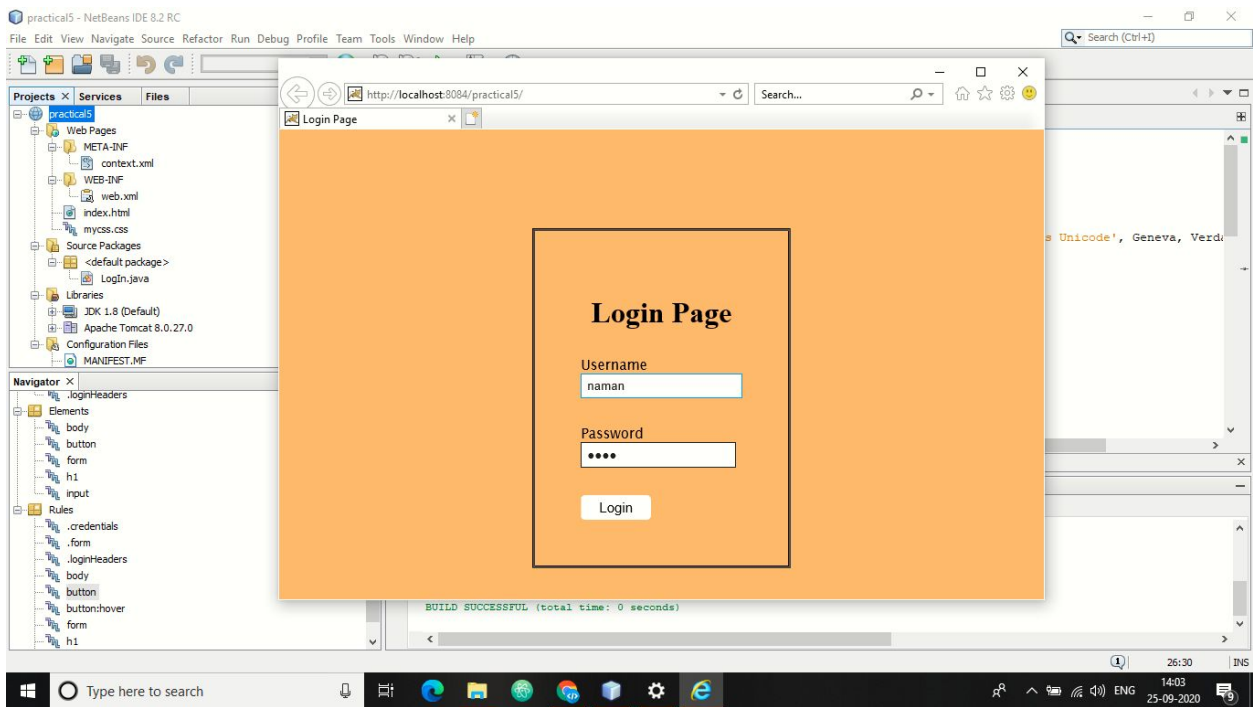 practical5 - NetBeans IDE 8.2 RC
File Edit View Navigate Source Refactor Run Debug Profile Team Tools Window Help
Search (Ctrl+I)
Projects × Services Files
practical5
Web Pages
META-INF
context.xml
WEB-INF
web.xml
index.html
mycss.css
Source Packages
<default package>
LogIn.java
Libraries
JDK 1.8 (Default)
Apache Tomcat 8.0.27.0
Configuration Files
MANIFEST.MF
Navigator ×
.loginHeaders
Elements
body
button
form
h1
input
Rules
.credentials
.form
.loginHeaders
body
button
button:hover
form
h1
http://localhost:8084/practical5/
Search...
Login Page
Login Page
Username
naman
Password
••••
Login
Unicode', Geneva, Verda
BUILD SUCCESSFUL (total time: 0 seconds)
1
26:30
INS
Type here to search
ENG
14:03
25-09-2020
9